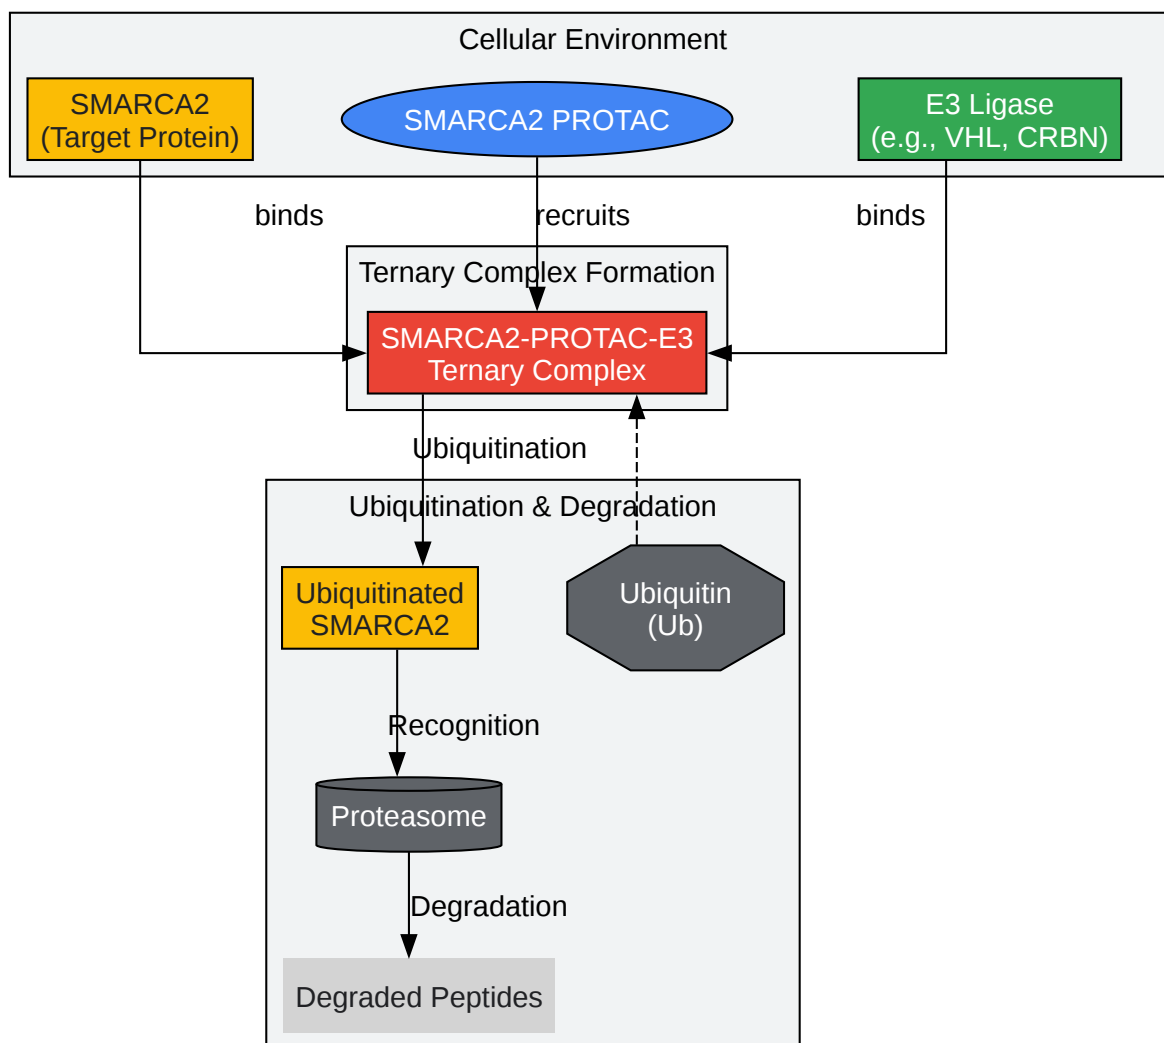 Cellular Environment
SMARCA2
(Target Protein)
SMARCA2 PROTAC
E3 Ligase
(e.g., VHL, CRBN)
binds
recruits
binds
Ternary Complex Formation
SMARCA2-PROTAC-E3
Ternary Complex
Ubiquitination
Ubiquitination & Degradation
Ubiquitinated
SMARCA2
Ubiquitin
(Ub)
Recognition
Proteasome
Degradation
Degraded Peptides